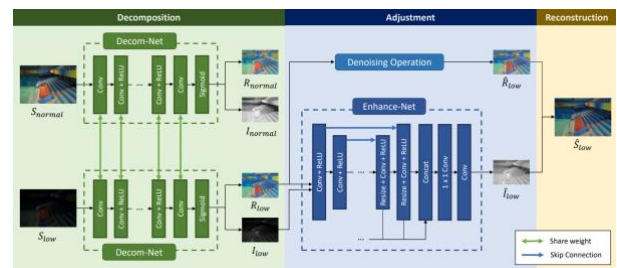 Decomposition
Adjustment
Reconstruction
Decom-Net
Conv
Conv + ReLU
...
Conv + ReLU
Conv
Sigmoid
S_normal
R_normal
I_normal
Denoising Operation
R̂_low
Enhance-Net
Conv + ReLU
Conv + ReLU
...
Resize + Conv + ReLU
Resize + Conv + ReLU
Concat
1 x 1 Conv
Conv
...
Î_low
Ŝ_low
Conv
Conv + ReLU
...
Conv + ReLU
Conv
Sigmoid
S_low
R_low
I_low
Decom-Net
Share weight
Skip Connection